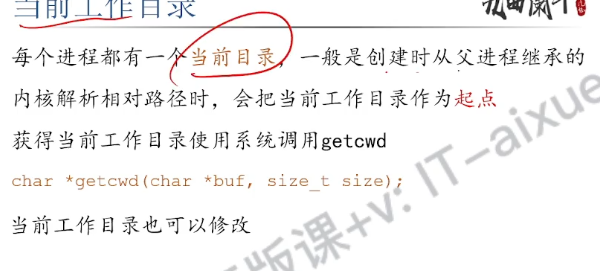 当前工作目录
每个进程都有一个当前目录，一般是创建时从父进程继承的
内核解析相对路径时，会把当前工作目录作为起点
获得当前工作目录使用系统调用getcwd
char *getcwd(char *buf, size_t size);
当前工作目录也可以修改
版课+v: IT-aixue